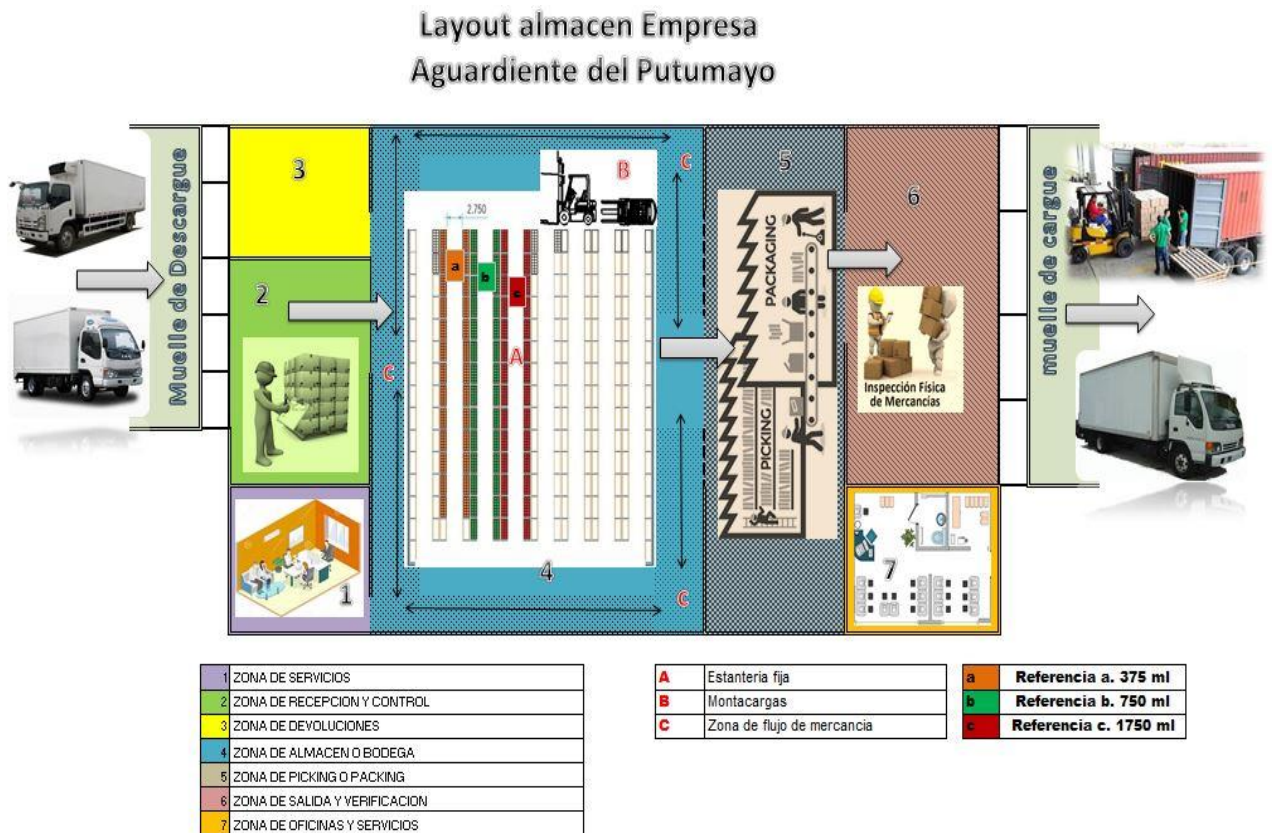 Layout almacen Empresa
Aguardiente del Putumayo
Muelle de Descargue
3
2
1
2.750
a
b
c
A
B
C
C
C
4
5
PACKAGING
PICKING
6
Inspección Física
de Mercancías
7
muelle de cargue
1 ZONA DE SERVICIOS
2 ZONA DE RECEPCION Y CONTROL
3 ZONA DE DEVOLUCIONES
4 ZONA DE ALMACEN O BODEGA
5 ZONA DE PICKING O PACKING
6 ZONA DE SALIDA Y VERIFICACION
7 ZONA DE OFICINAS Y SERVICIOS
A Estanteria fija
B Montacargas
C Zona de flujo de mercancia
a Referencia a. 375 ml
b Referencia b. 750 ml
c Referencia c. 1750 ml